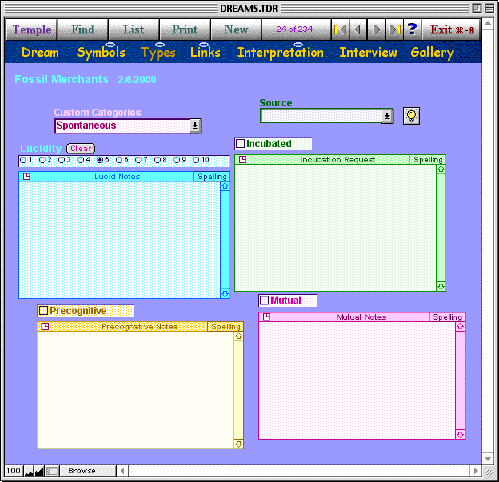 DREAMS.TDR
Temple Find List Print New 24 of 234 ? Exit ⌘-8
Dream Symbols Types Links Interpretation Interview Gallery
Fossil Merchants 2/6/2000
Custom Categories
Spontaneous
Source
Lucidity Clear
1 2 3 4 5 6 7 8 9 10
Lucid Notes Spelling
Incubated
Incubation Request Spelling
Precognitive
Precognative Notes Spelling
Mutual
Mutual Notes Spelling
100 Browse